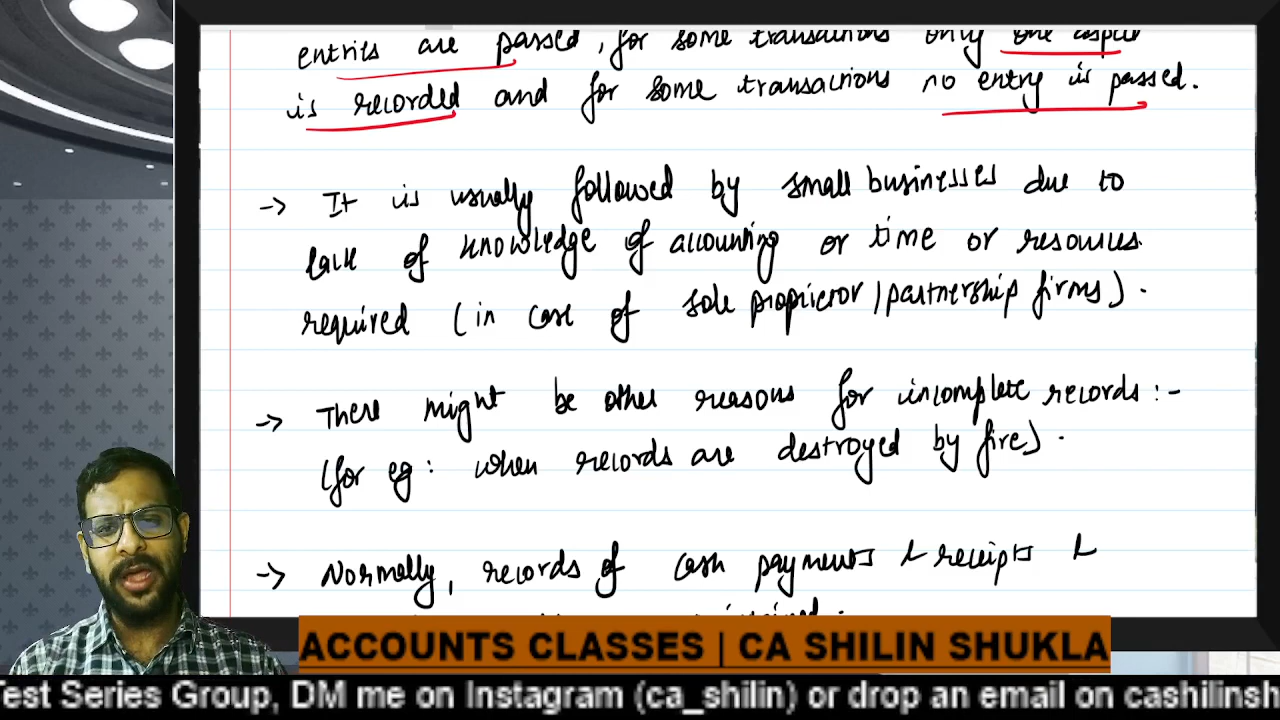 entries are passed, for some transactions only one aspect
is recorded and for some transactions no entry is passed.
-> It is usually followed by small businesses due to
lack of knowledge of accounting or time or resources
required (in case of sole proprietor / partnership firms).
-> There might be other reasons for incomplete records :-
(for eg : when records are destroyed by fire).
-> Normally, records of cash payments & receipts &
ACCOUNTS CLASSES | CA SHILIN SHUKLA
Test Series Group, DM me on Instagram (ca_shilin) or drop an email on cashilinsh